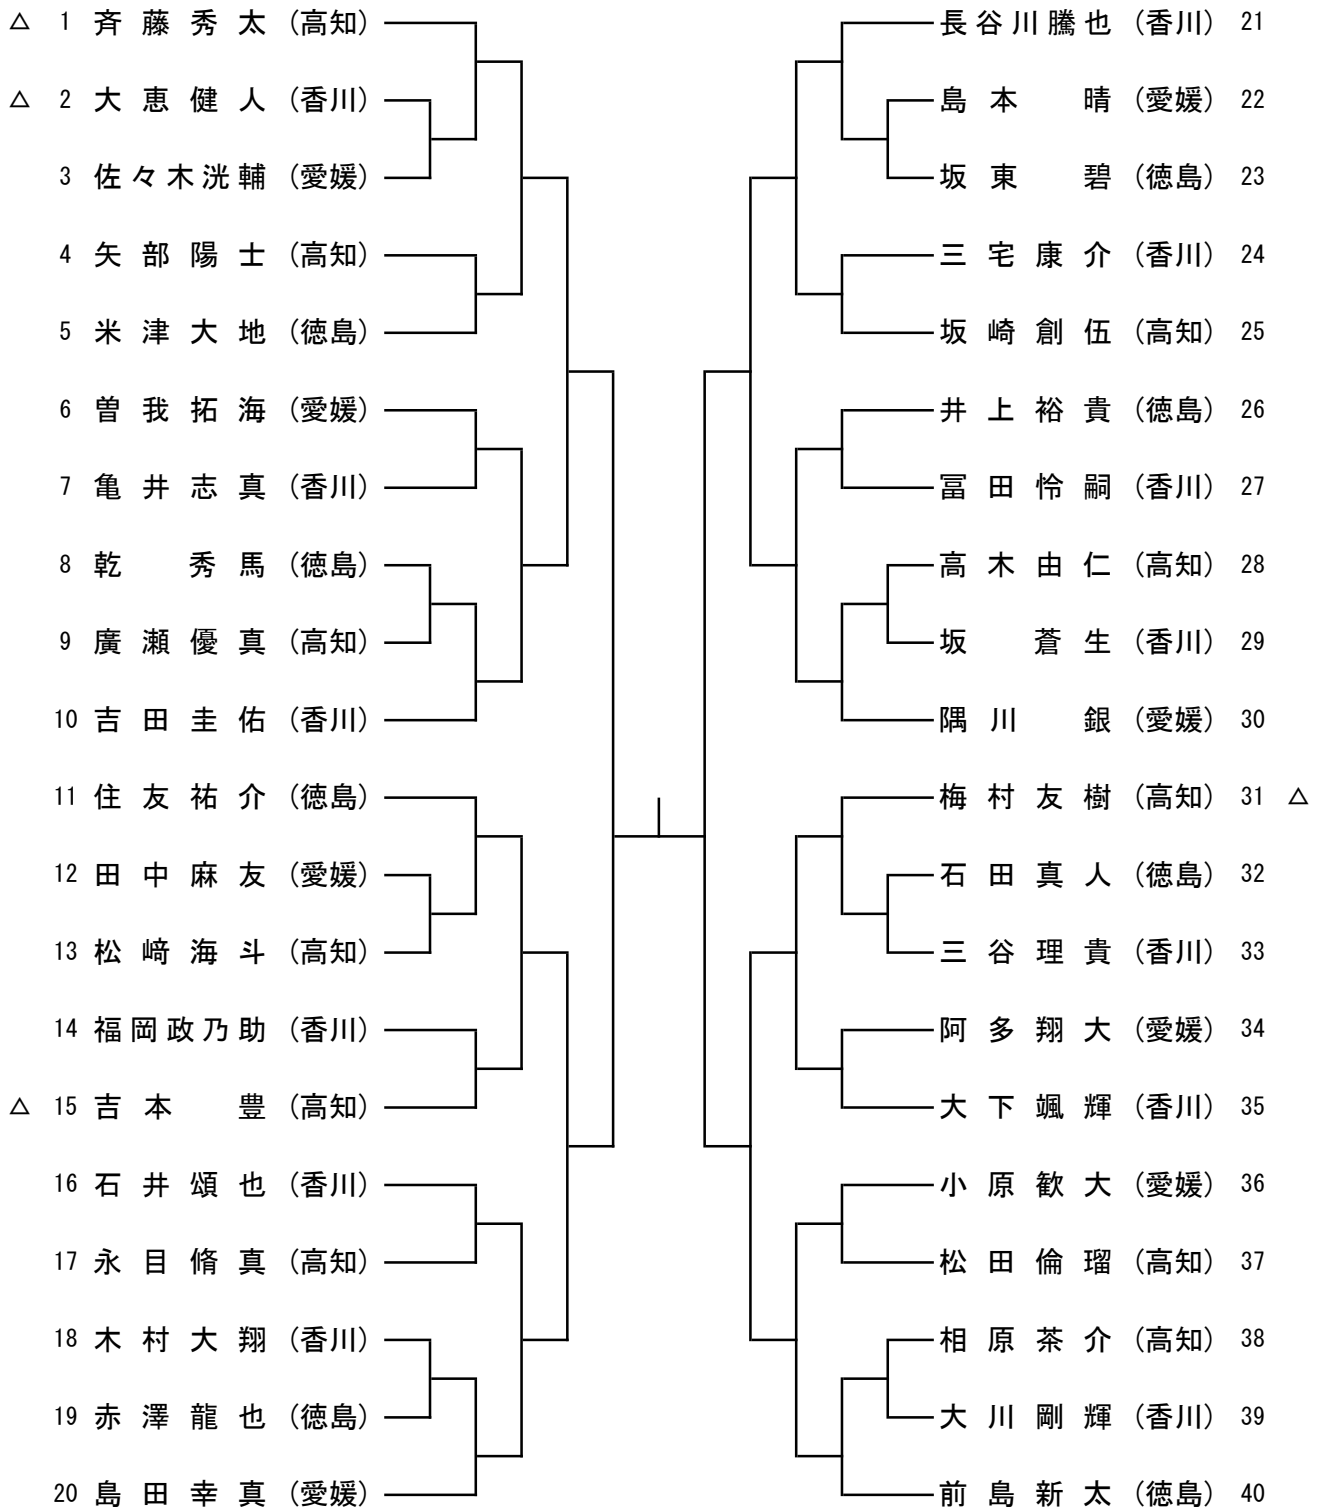 △ 1 斉藤秀太 (高知)
△ 2 大恵健人 (香川)
3 佐々木洸輔 (愛媛)
4 矢部陽士 (高知)
5 米津大地 (徳島)
6 曽我拓海 (愛媛)
7 亀井志真 (香川)
8 乾秀馬 (徳島)
9 廣瀬優真 (高知)
10 吉田圭佑 (香川)
11 住友祐介 (徳島)
12 田中麻友 (愛媛)
13 松﨑海斗 (高知)
14 福岡政乃助 (香川)
△ 15 吉本豊 (高知)
16 石井頌也 (香川)
17 永目脩真 (高知)
18 木村大翔 (香川)
19 赤澤龍也 (徳島)
20 島田幸真 (愛媛)
長谷川騰也 (香川) 21
島本晴 (愛媛) 22
坂東碧 (徳島) 23
三宅康介 (香川) 24
坂崎創伍 (高知) 25
井上裕貴 (徳島) 26
冨田怜嗣 (香川) 27
高木由仁 (高知) 28
坂蒼生 (香川) 29
隅川銀 (愛媛) 30
梅村友樹 (高知) 31 △
石田真人 (徳島) 32
三谷理貴 (香川) 33
阿多翔大 (愛媛) 34
大下颯輝 (香川) 35
小原歓大 (愛媛) 36
松田倫瑠 (高知) 37
相原茶介 (高知) 38
大川剛輝 (香川) 39
前島新太 (徳島) 40